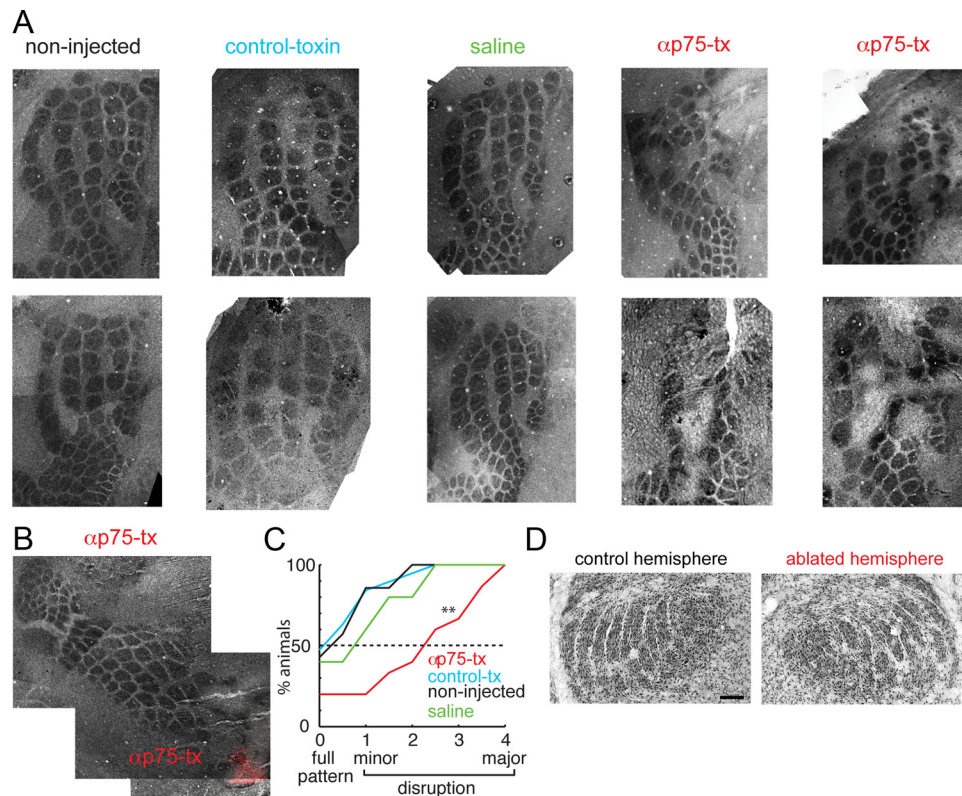 A
non-injected
control-toxin
saline
αp75-tx
αp75-tx
B
αp75-tx
αp75-tx
C
100
50
0
% animals
**
αp75-tx
control-tx
non-injected
saline
0 1 2 3 4
full minor major
pattern
disruption
D
control hemisphere
ablated hemisphere